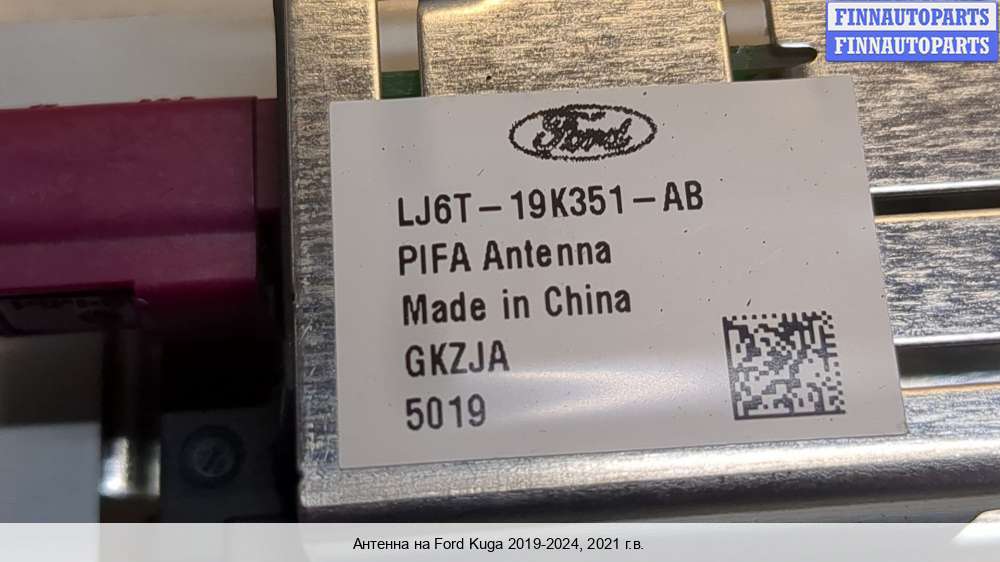 FINNAUTOPARTS
FINNAUTOPARTS
Ford
LJ6T-19K351-AB
PIFA Antenna
Made in China
GKZJA
5019
Антенна на Ford Kuga 2019-2024, 2021 г.в.